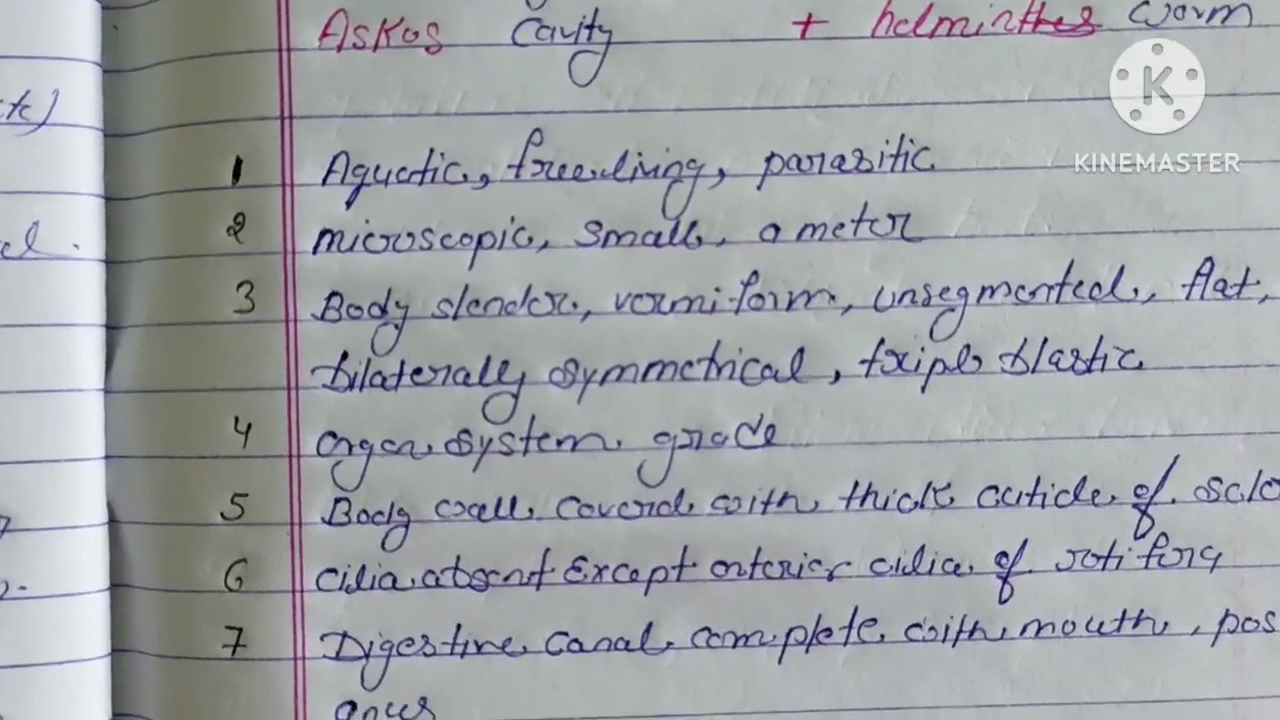 Askos cavity + helminthes worm
KINEMASTER
1 Aquatic, free living, parasitic
2 microscopic, small, a meter
3 Body slender, vermiform, unsegmented, flat,
bilaterally symmetrical, triploblastic
4 organ system grade
5 Body wall covered with thick cuticle of sclo
6 cilia absent Except anterior cilia of rotifera
7 Digestive canal complete with mouth, pos
anus